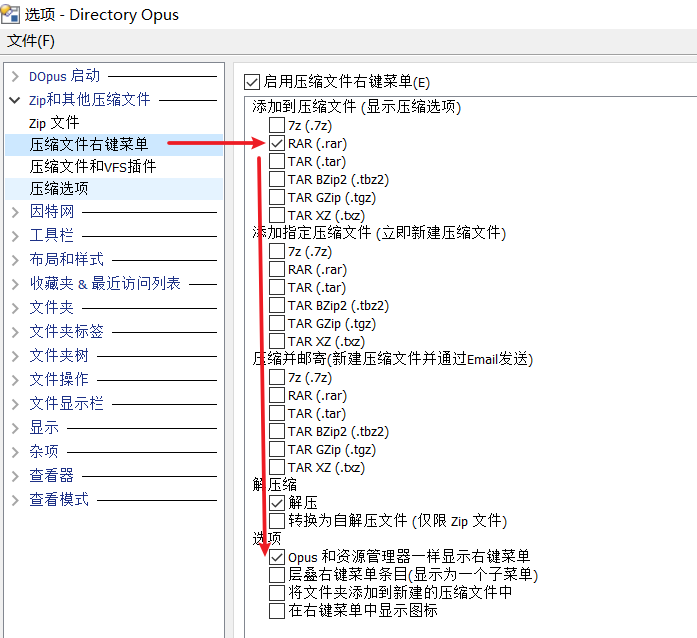 选项 - Directory Opus
文件(F)
DOpus 启动
Zip和其他压缩文件
Zip 文件
压缩文件右键菜单
压缩文件和VFS插件
压缩选项
因特网
工具栏
布局和样式
收藏夹 & 最近访问列表
文件夹
文件夹标签
文件夹树
文件操作
文件显示栏
显示
杂项
查看器
查看模式
启用压缩文件右键菜单(E)
添加到压缩文件 (显示压缩选项)
7z (.7z)
RAR (.rar)
TAR (.tar)
TAR BZip2 (.tbz2)
TAR GZip (.tgz)
TAR XZ (.txz)
添加指定压缩文件 (立即新建压缩文件)
7z (.7z)
RAR (.rar)
TAR (.tar)
TAR BZip2 (.tbz2)
TAR GZip (.tgz)
TAR XZ (.txz)
压缩并邮寄(新建压缩文件并通过Email发送)
7z (.7z)
RAR (.rar)
TAR (.tar)
TAR BZip2 (.tbz2)
TAR GZip (.tgz)
TAR XZ (.txz)
解压缩
解压
转换为自解压文件 (仅限 Zip 文件)
选项
Opus 和资源管理器一样显示右键菜单
层叠右键菜单条目(显示为一个子菜单)
将文件夹添加到新建的压缩文件中
在右键菜单中显示图标